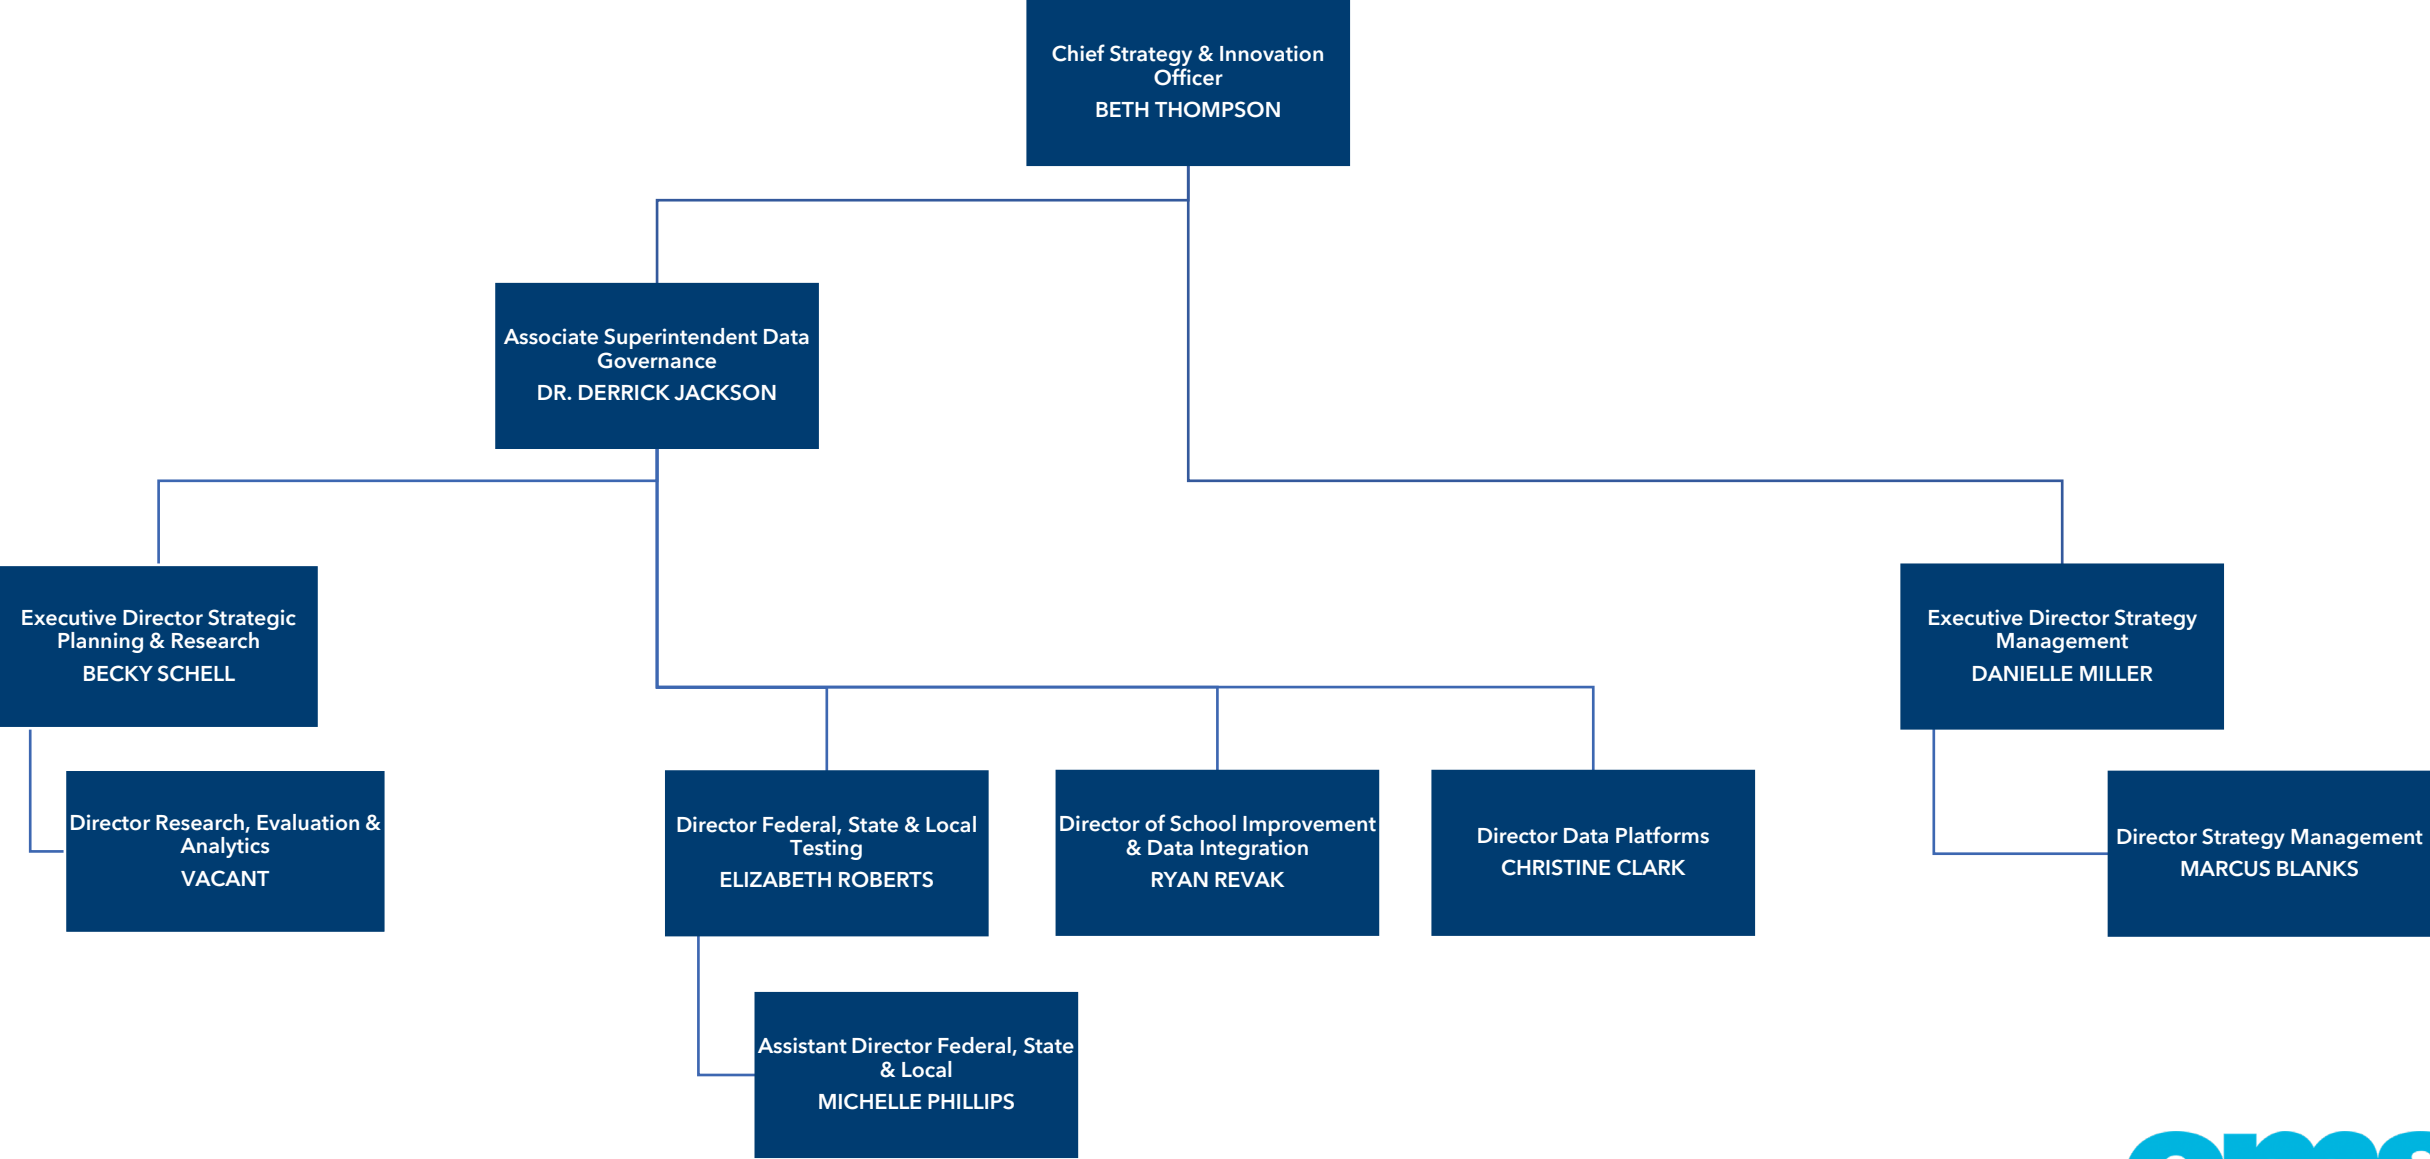 Chief Strategy & Innovation
Officer
BETH THOMPSON
Associate Superintendent Data
Governance
DR. DERRICK JACKSON
Executive Director Strategic
Planning & Research
BECKY SCHELL
Executive Director Strategy
Management
DANIELLE MILLER
Director Research, Evaluation &
Analytics
VACANT
Director Federal, State & Local
Testing
ELIZABETH ROBERTS
Director of School Improvement
& Data Integration
RYAN REVAK
Director Data Platforms
CHRISTINE CLARK
Director Strategy Management
MARCUS BLANKS
Assistant Director Federal, State
& Local
MICHELLE PHILLIPS